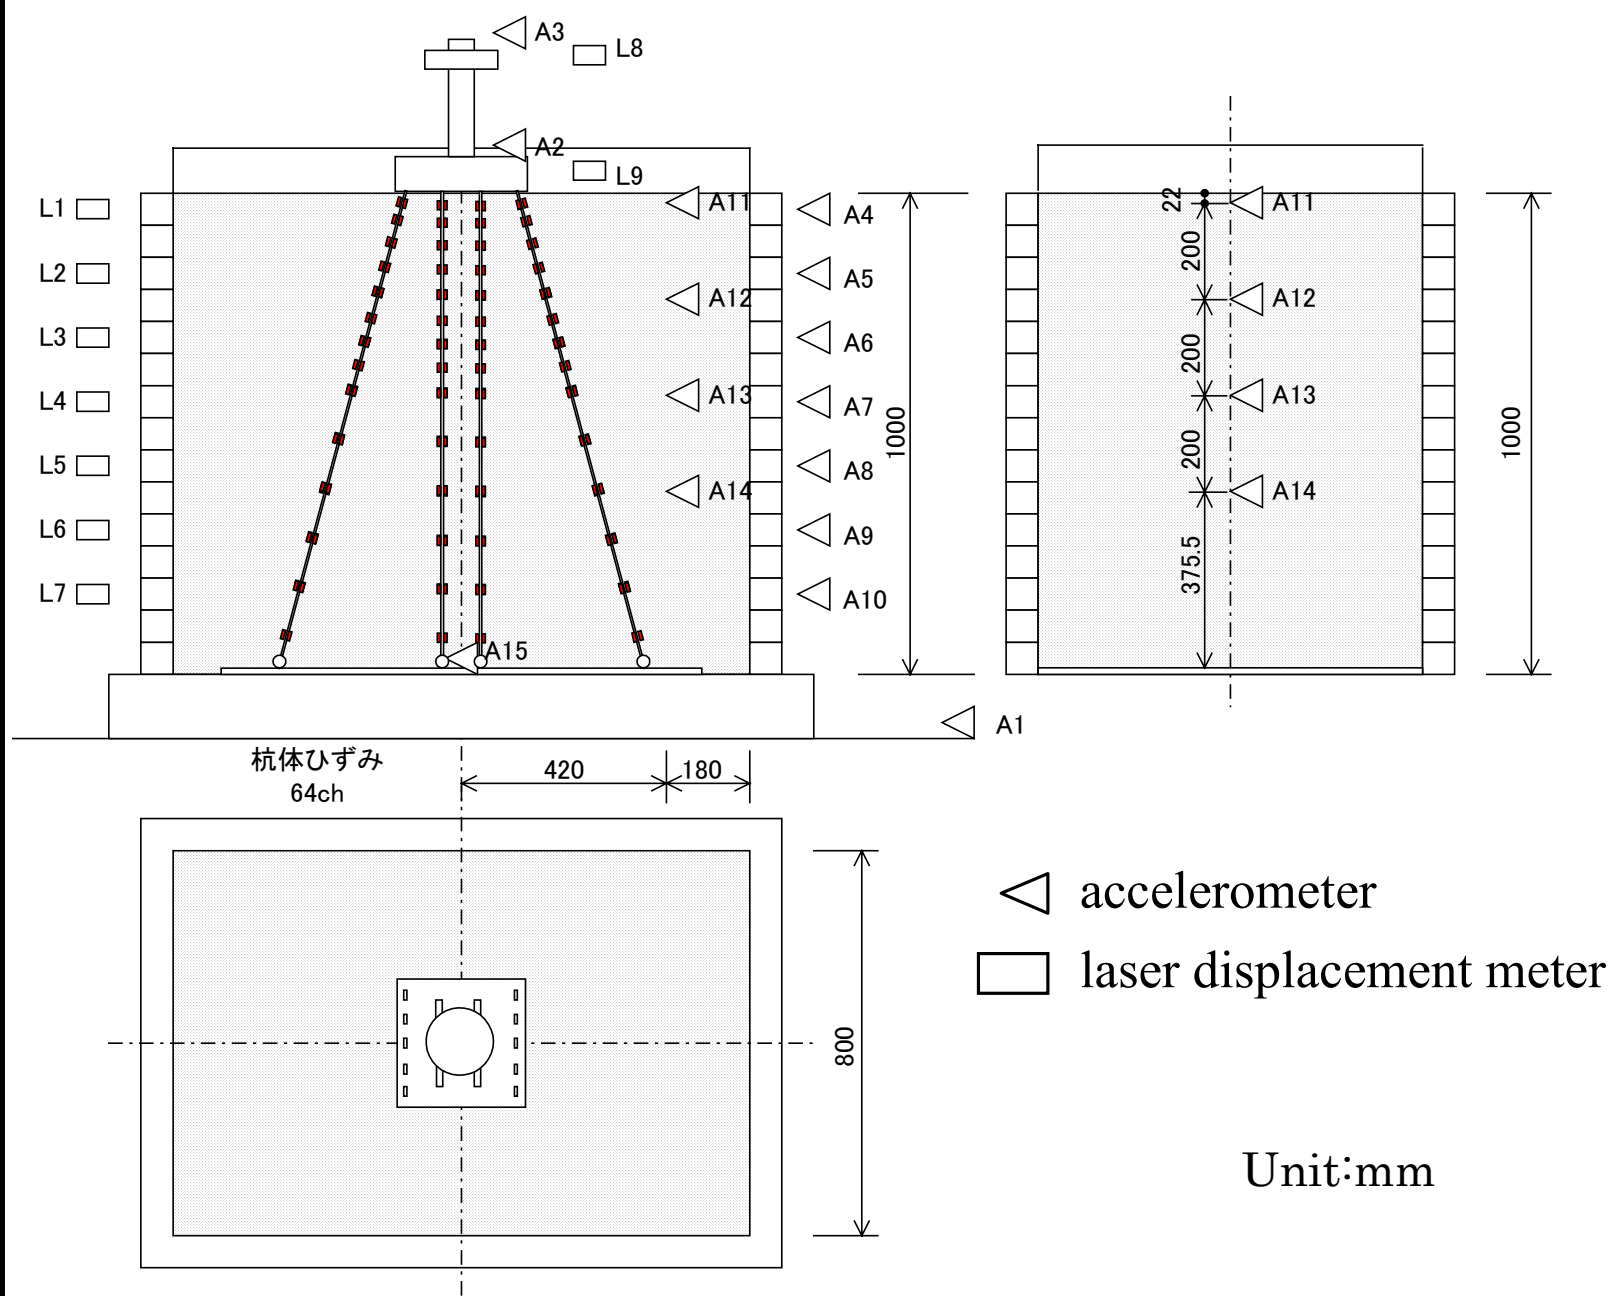 A3
L8
A2
L9
L1
A11
A4
22
A11
L2
A5
200
A12
A12
L3
A6
200
L4
A13
A7
1000
A13
1000
L5
A8
200
A14
A14
L6
A9
375.5
L7
A10
A15
A1
杭体ひずみ
64ch
420
180
accelerometer
laser displacement meter
800
Unit:mm